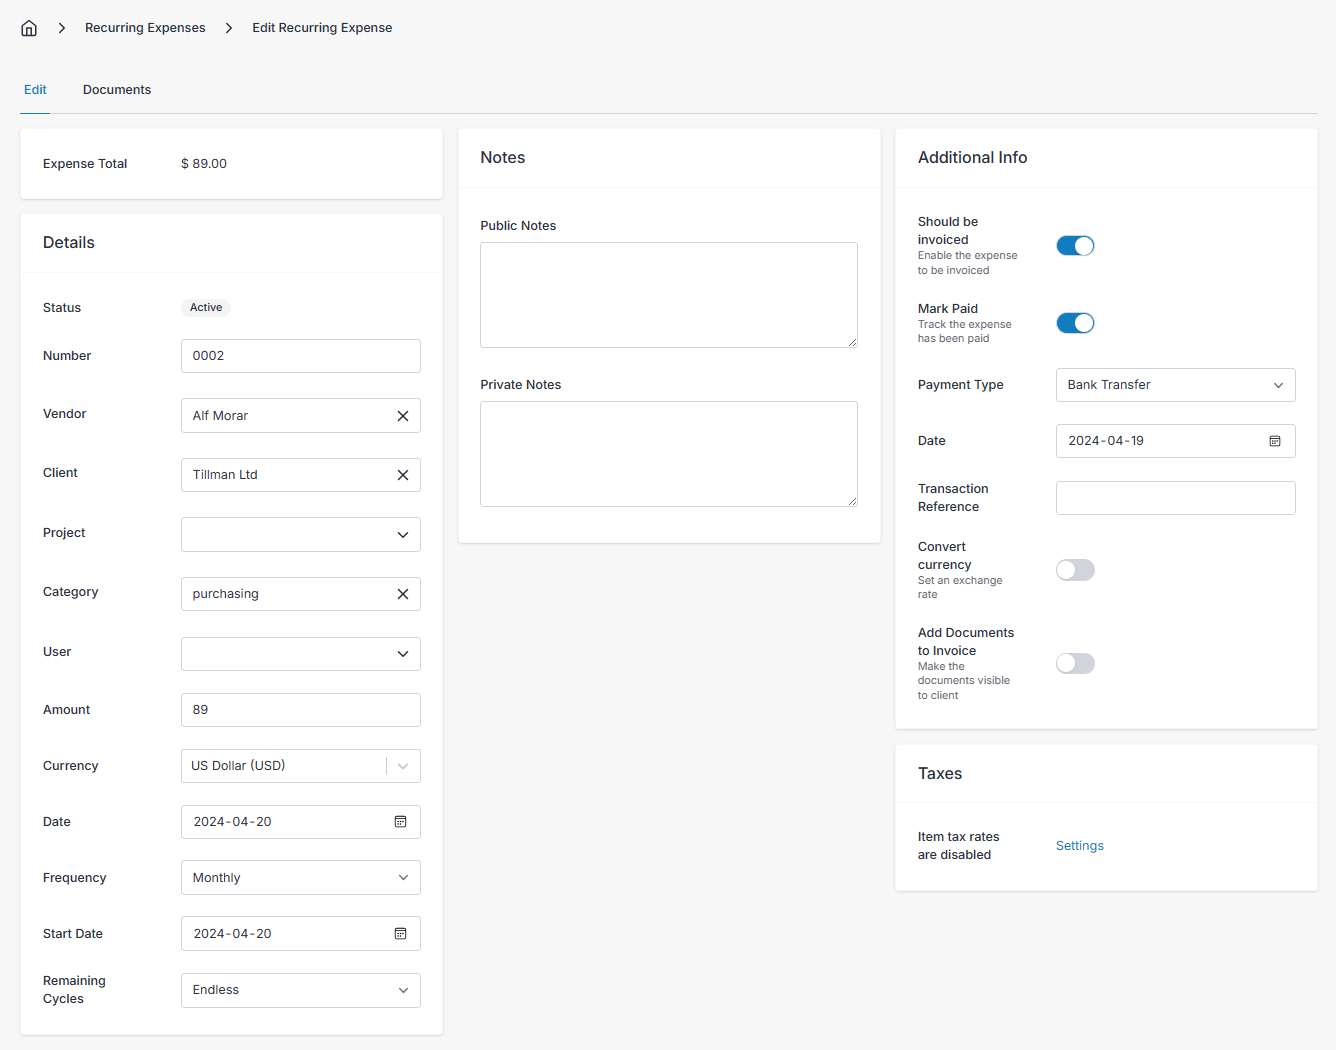 Recurring Expenses
Edit Recurring Expense
Edit
Documents
Expense Total
$ 89.00
Details
Status
Active
Number
0002
Vendor
Alf Morar
Client
Tillman Ltd
Project
Category
purchasing
User
Amount
89
Currency
US Dollar (USD)
Date
2024-04-20
Frequency
Monthly
Start Date
2024-04-20
Remaining
Cycles
Endless
Notes
Public Notes
Private Notes
Additional Info
Should be
invoiced
Enable the expense
to be invoiced
Mark Paid
Track the expense
has been paid
Payment Type
Bank Transfer
Date
2024-04-19
Transaction
Reference
Convert
currency
Set an exchange
rate
Add Documents
to Invoice
Make the
documents visible
to client
Taxes
Item tax rates
are disabled
Settings